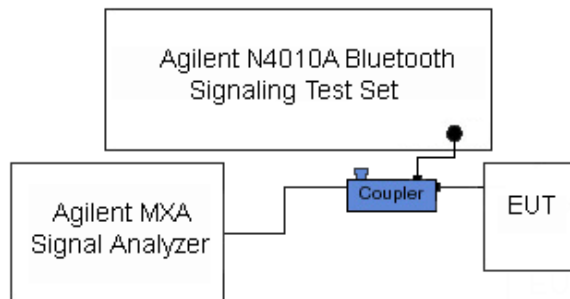 Agilent N4010A Bluetooth
Signaling Test Set
Coupler
Agilent MXA
Signal Analyzer
EUT